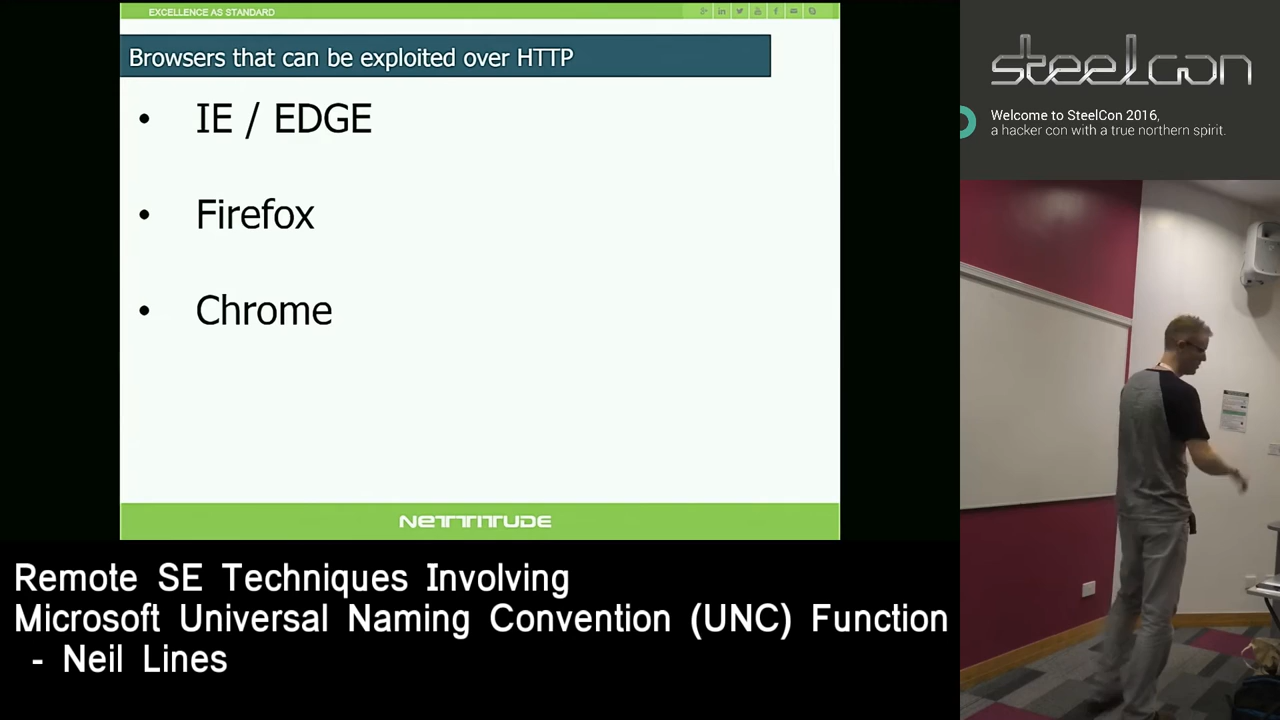 EXCELLENCE AS STANDARD
Browsers that can be exploited over HTTP
• IE / EDGE
• Firefox
• Chrome
NETTITUDE
steelcon
Welcome to SteelCon 2016,
a hacker con with a true northern spirit.
Remote SE Techniques Involving
Microsoft Universal Naming Convention (UNC) Function
- Neil Lines